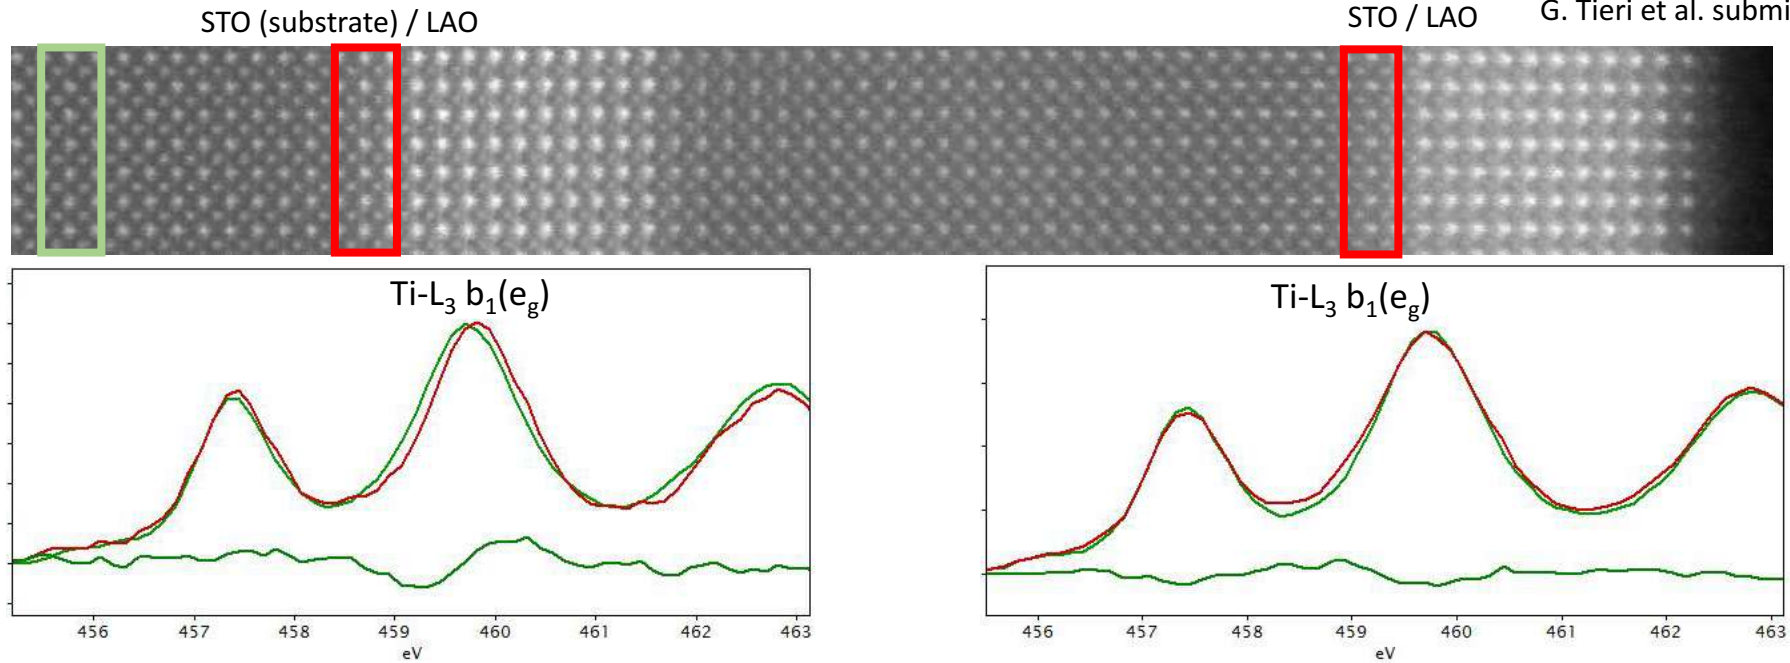 STO (substrate) / LAO
STO / LAO
G. Tieri et al. submi
Ti-L3 b1(eg)
Ti-L3 b1(eg)
456 457 458 459 460 461 462 463
eV
456 457 458 459 460 461 462 463
eV